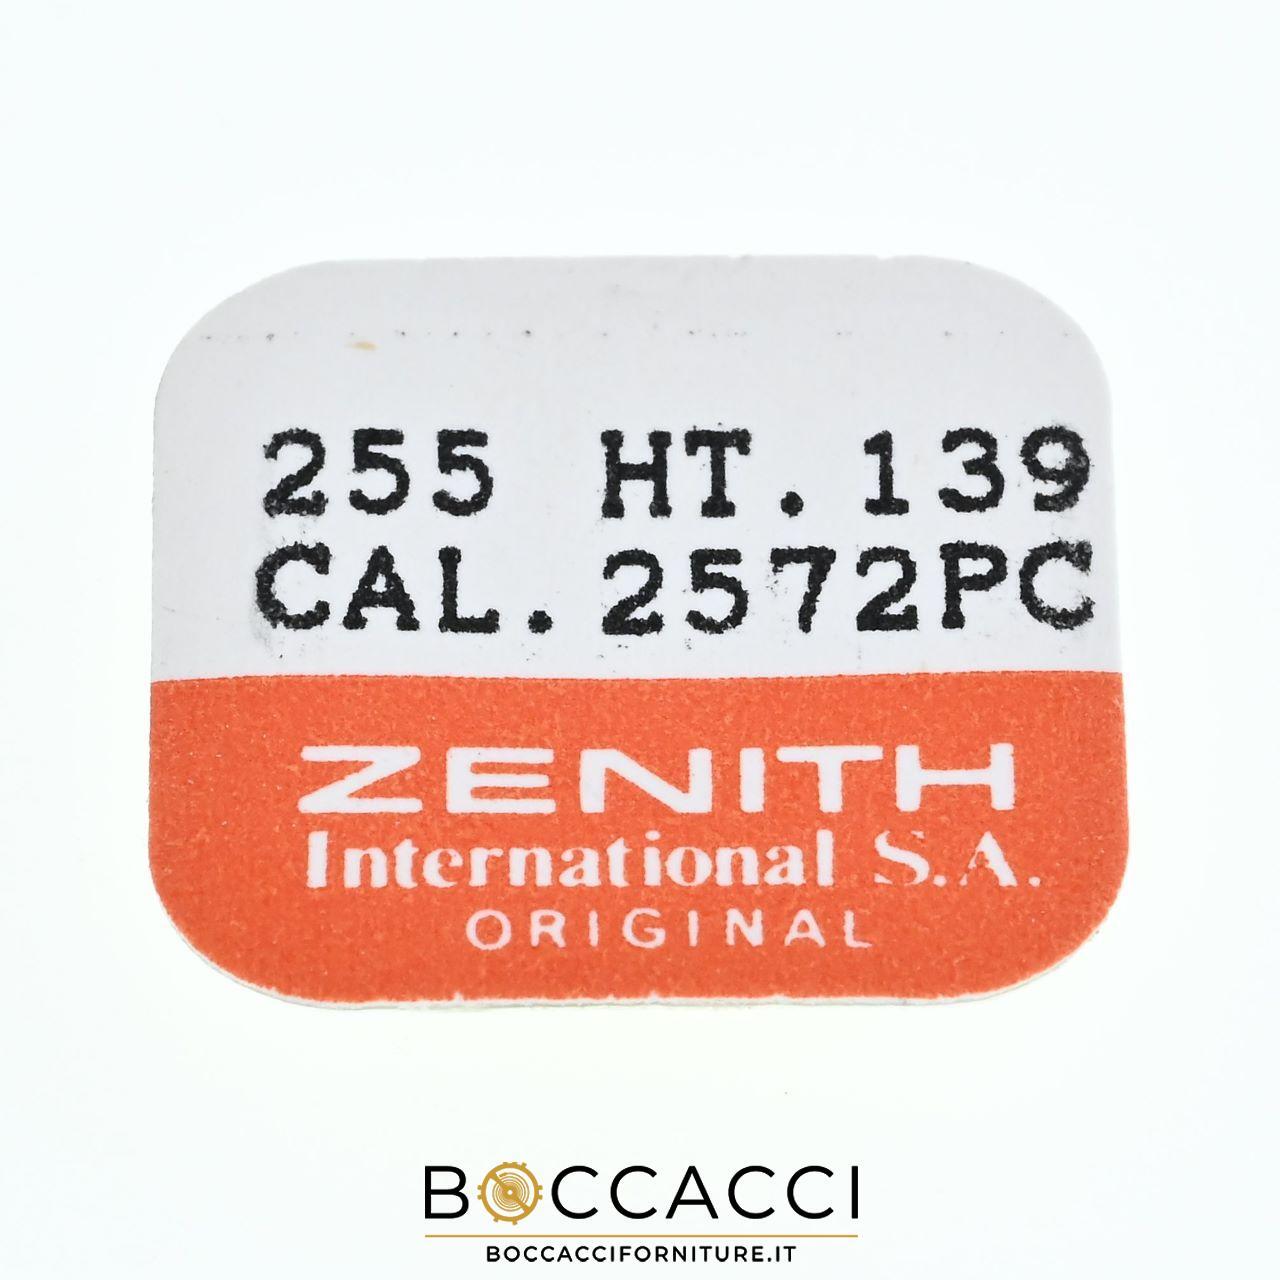 255 HT.139
CAL.2572PC
ZENITH
International S.A.
ORIGINAL
BOCCACCI
BOCCACCIFORNITURE.IT